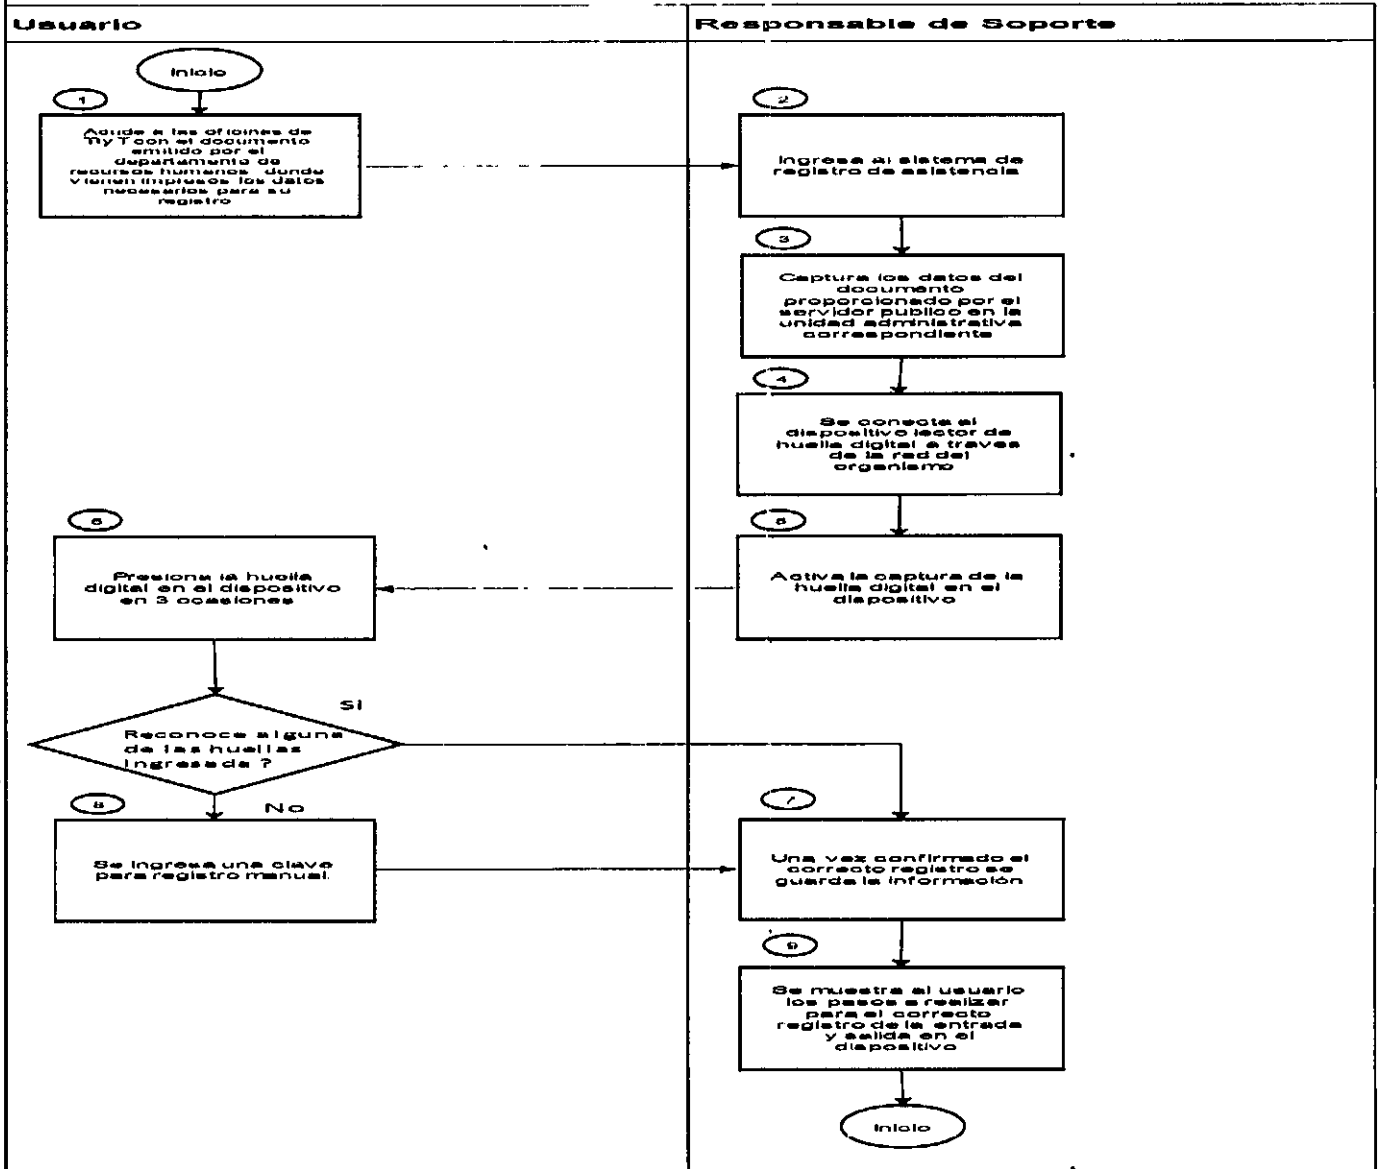 Usuario
Responsable de Soporte
Inicio
1
Acude a las oficinas de
TI y T con el documento
emitido por el
departamento de
recursos humanos donde
vienen impresos los datos
necesarios para su
registro
2
Ingresa al sistema de
registro de asistencia
3
Captura los datos del
documento
proporcionado por el
servidor publico en la
unidad administrativa
correspondiente
4
Se conecta al
dispositivo lector de
huella digital a traves
de la red del
organismo
5
Activa la captura de la
huella digital en el
dispositivo
6
Presiona la huella
digital en el dispositivo
en 3 ocasiones
Si
Reconoce alguna
de las huellas
Ingresada ?
No
8
Se Ingresa una clave
para registro manual.
7
Una vez confirmado el
correcto registro se
guarda la información
9
Se muestra al usuario
los pasos a realizar
para el correcto
registro de la entrada
y salida en el
dispositivo
Inicio